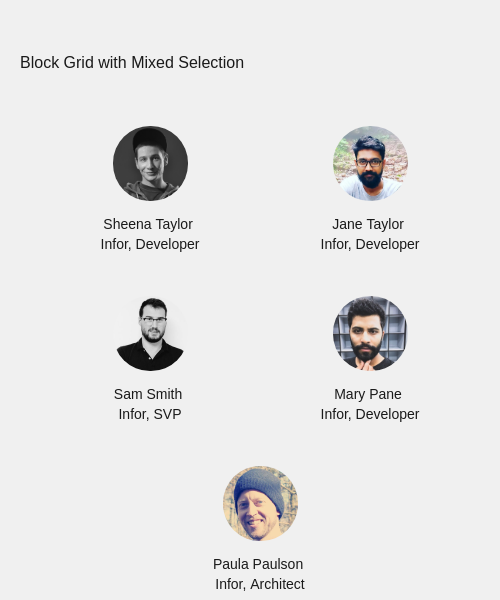 Block Grid with Mixed Selection
Sheena Taylor
Infor, Developer
Jane Taylor
Infor, Developer
Sam Smith
Infor, SVP
Mary Pane
Infor, Developer
Paula Paulson
Infor, Architect